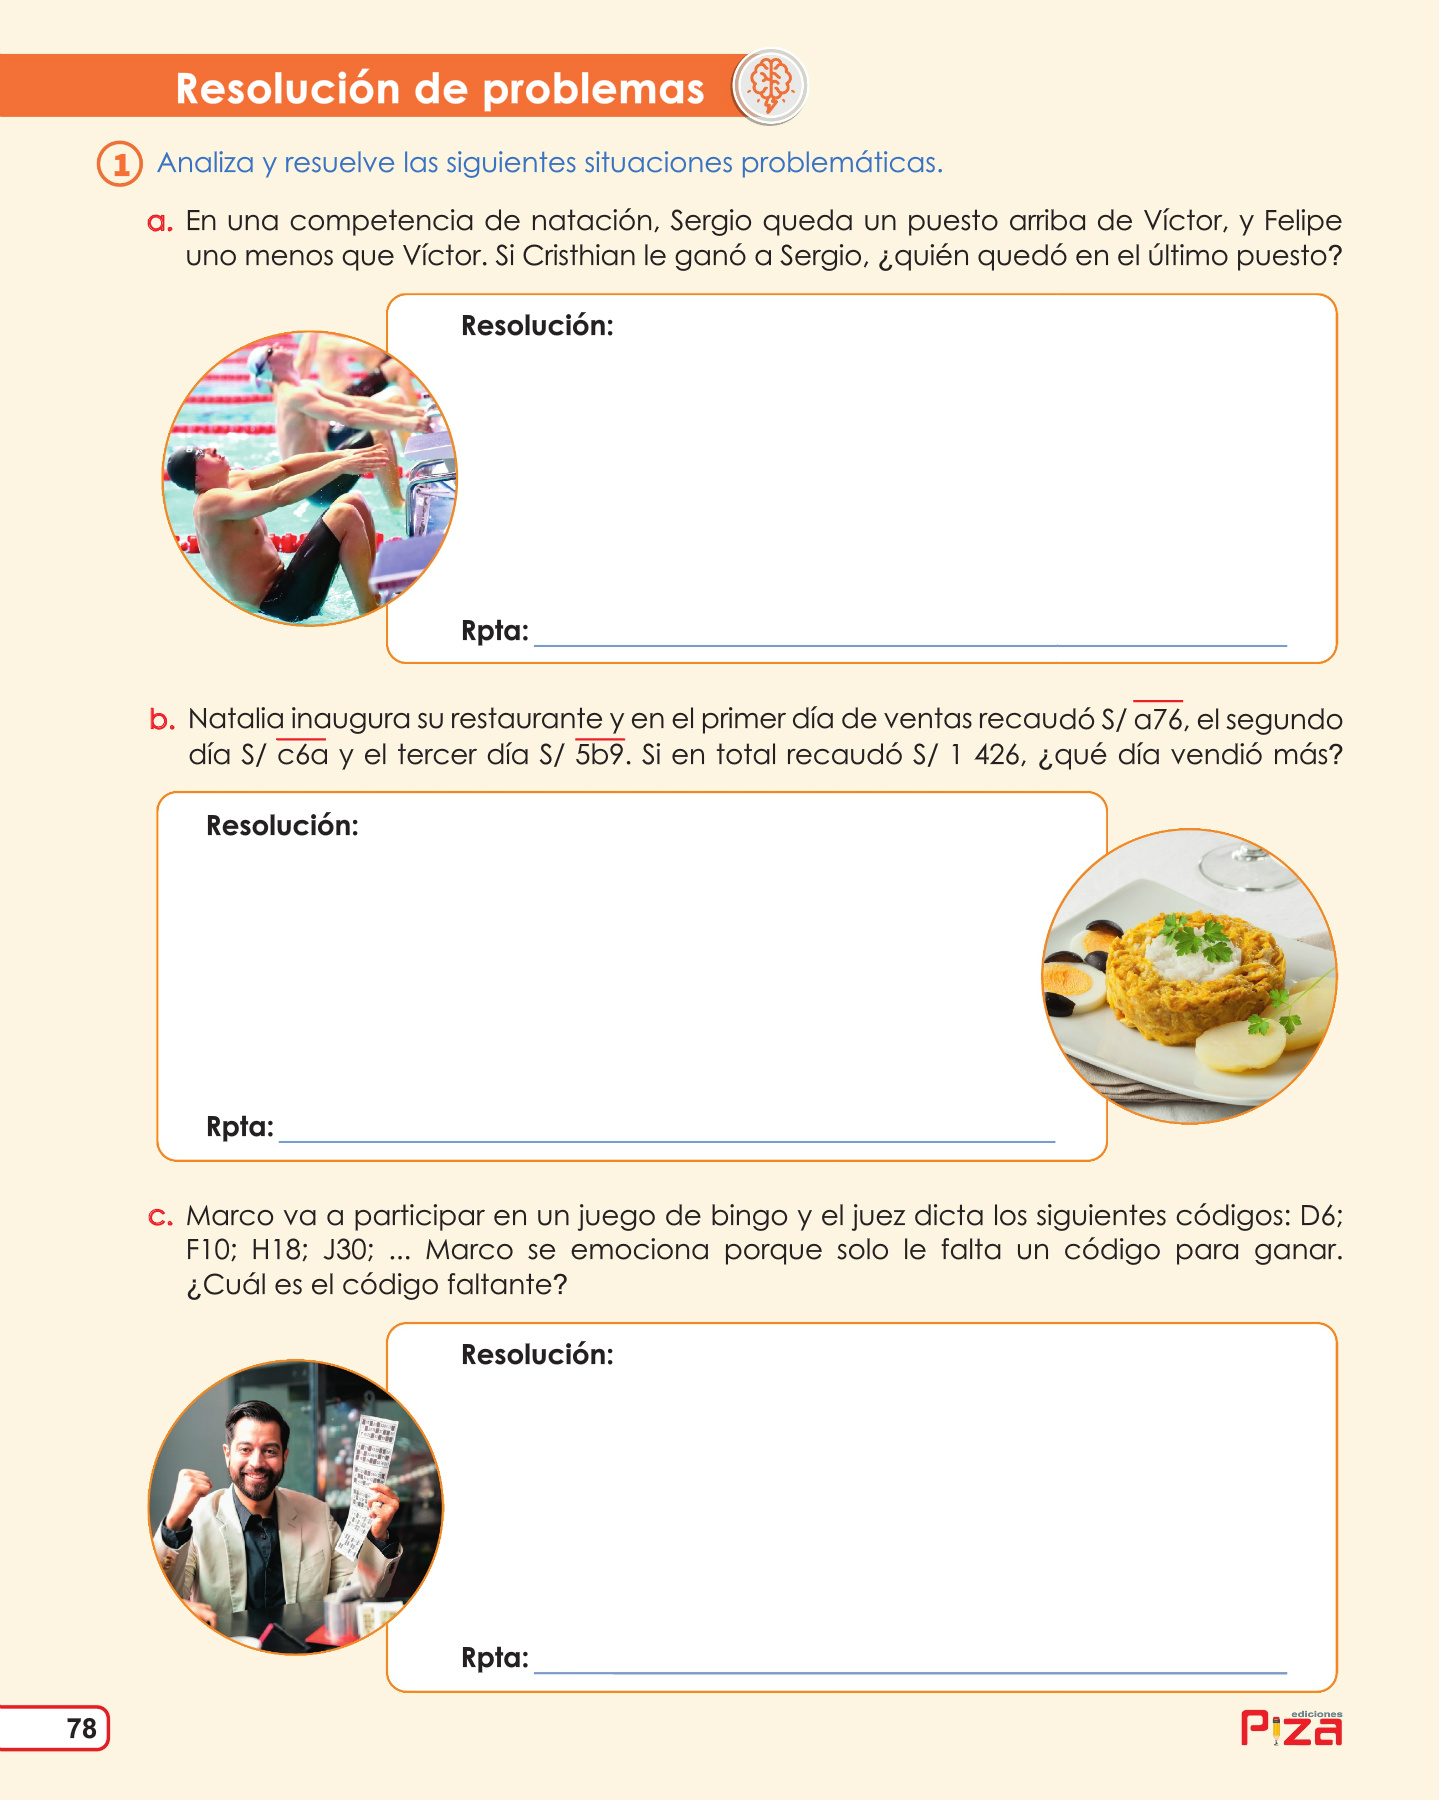 Resolución de problemas
1 Analiza y resuelve las siguientes situaciones problemáticas.
a. En una competencia de natación, Sergio queda un puesto arriba de Víctor, y Felipe
uno menos que Víctor. Si Cristhian le ganó a Sergio, ¿quién quedó en el último puesto?
Resolución:
Rpta:
b. Natalia inaugura su restaurante y en el primer día de ventas recaudó S/ a76, el segundo
día S/ c6a y el tercer día S/ 5b9. Si en total recaudó S/ 1 426, ¿qué día vendió más?
Resolución:
Rpta:
c. Marco va a participar en un juego de bingo y el juez dicta los siguientes códigos: D6;
F10; H18; J30; ... Marco se emociona porque solo le falta un código para ganar.
¿Cuál es el código faltante?
Resolución:
Rpta:
78
ediciones
Piza